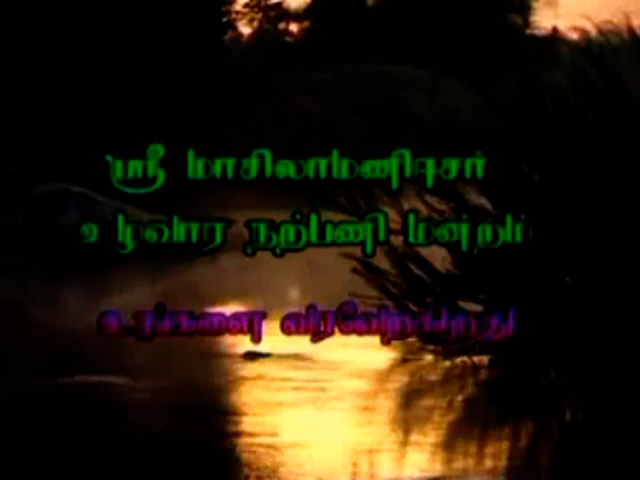 ஸ்ரீ மாசிலாமணிஈசர்
உழவார நற்பணி மன்றம்
உங்களை வரவேற்கிறது